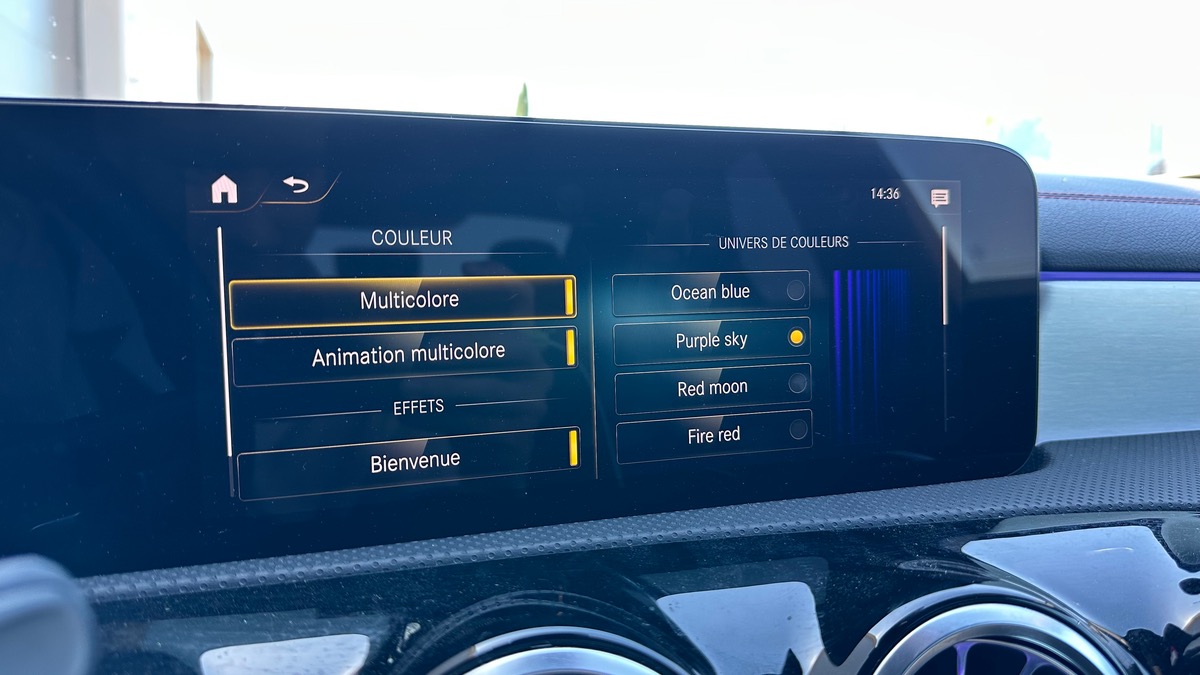 14:36
COULEUR
Multicolore
Animation multicolore
EFFETS
Bienvenue
UNIVERS DE COULEURS
Ocean blue
Purple sky
Red moon
Fire red